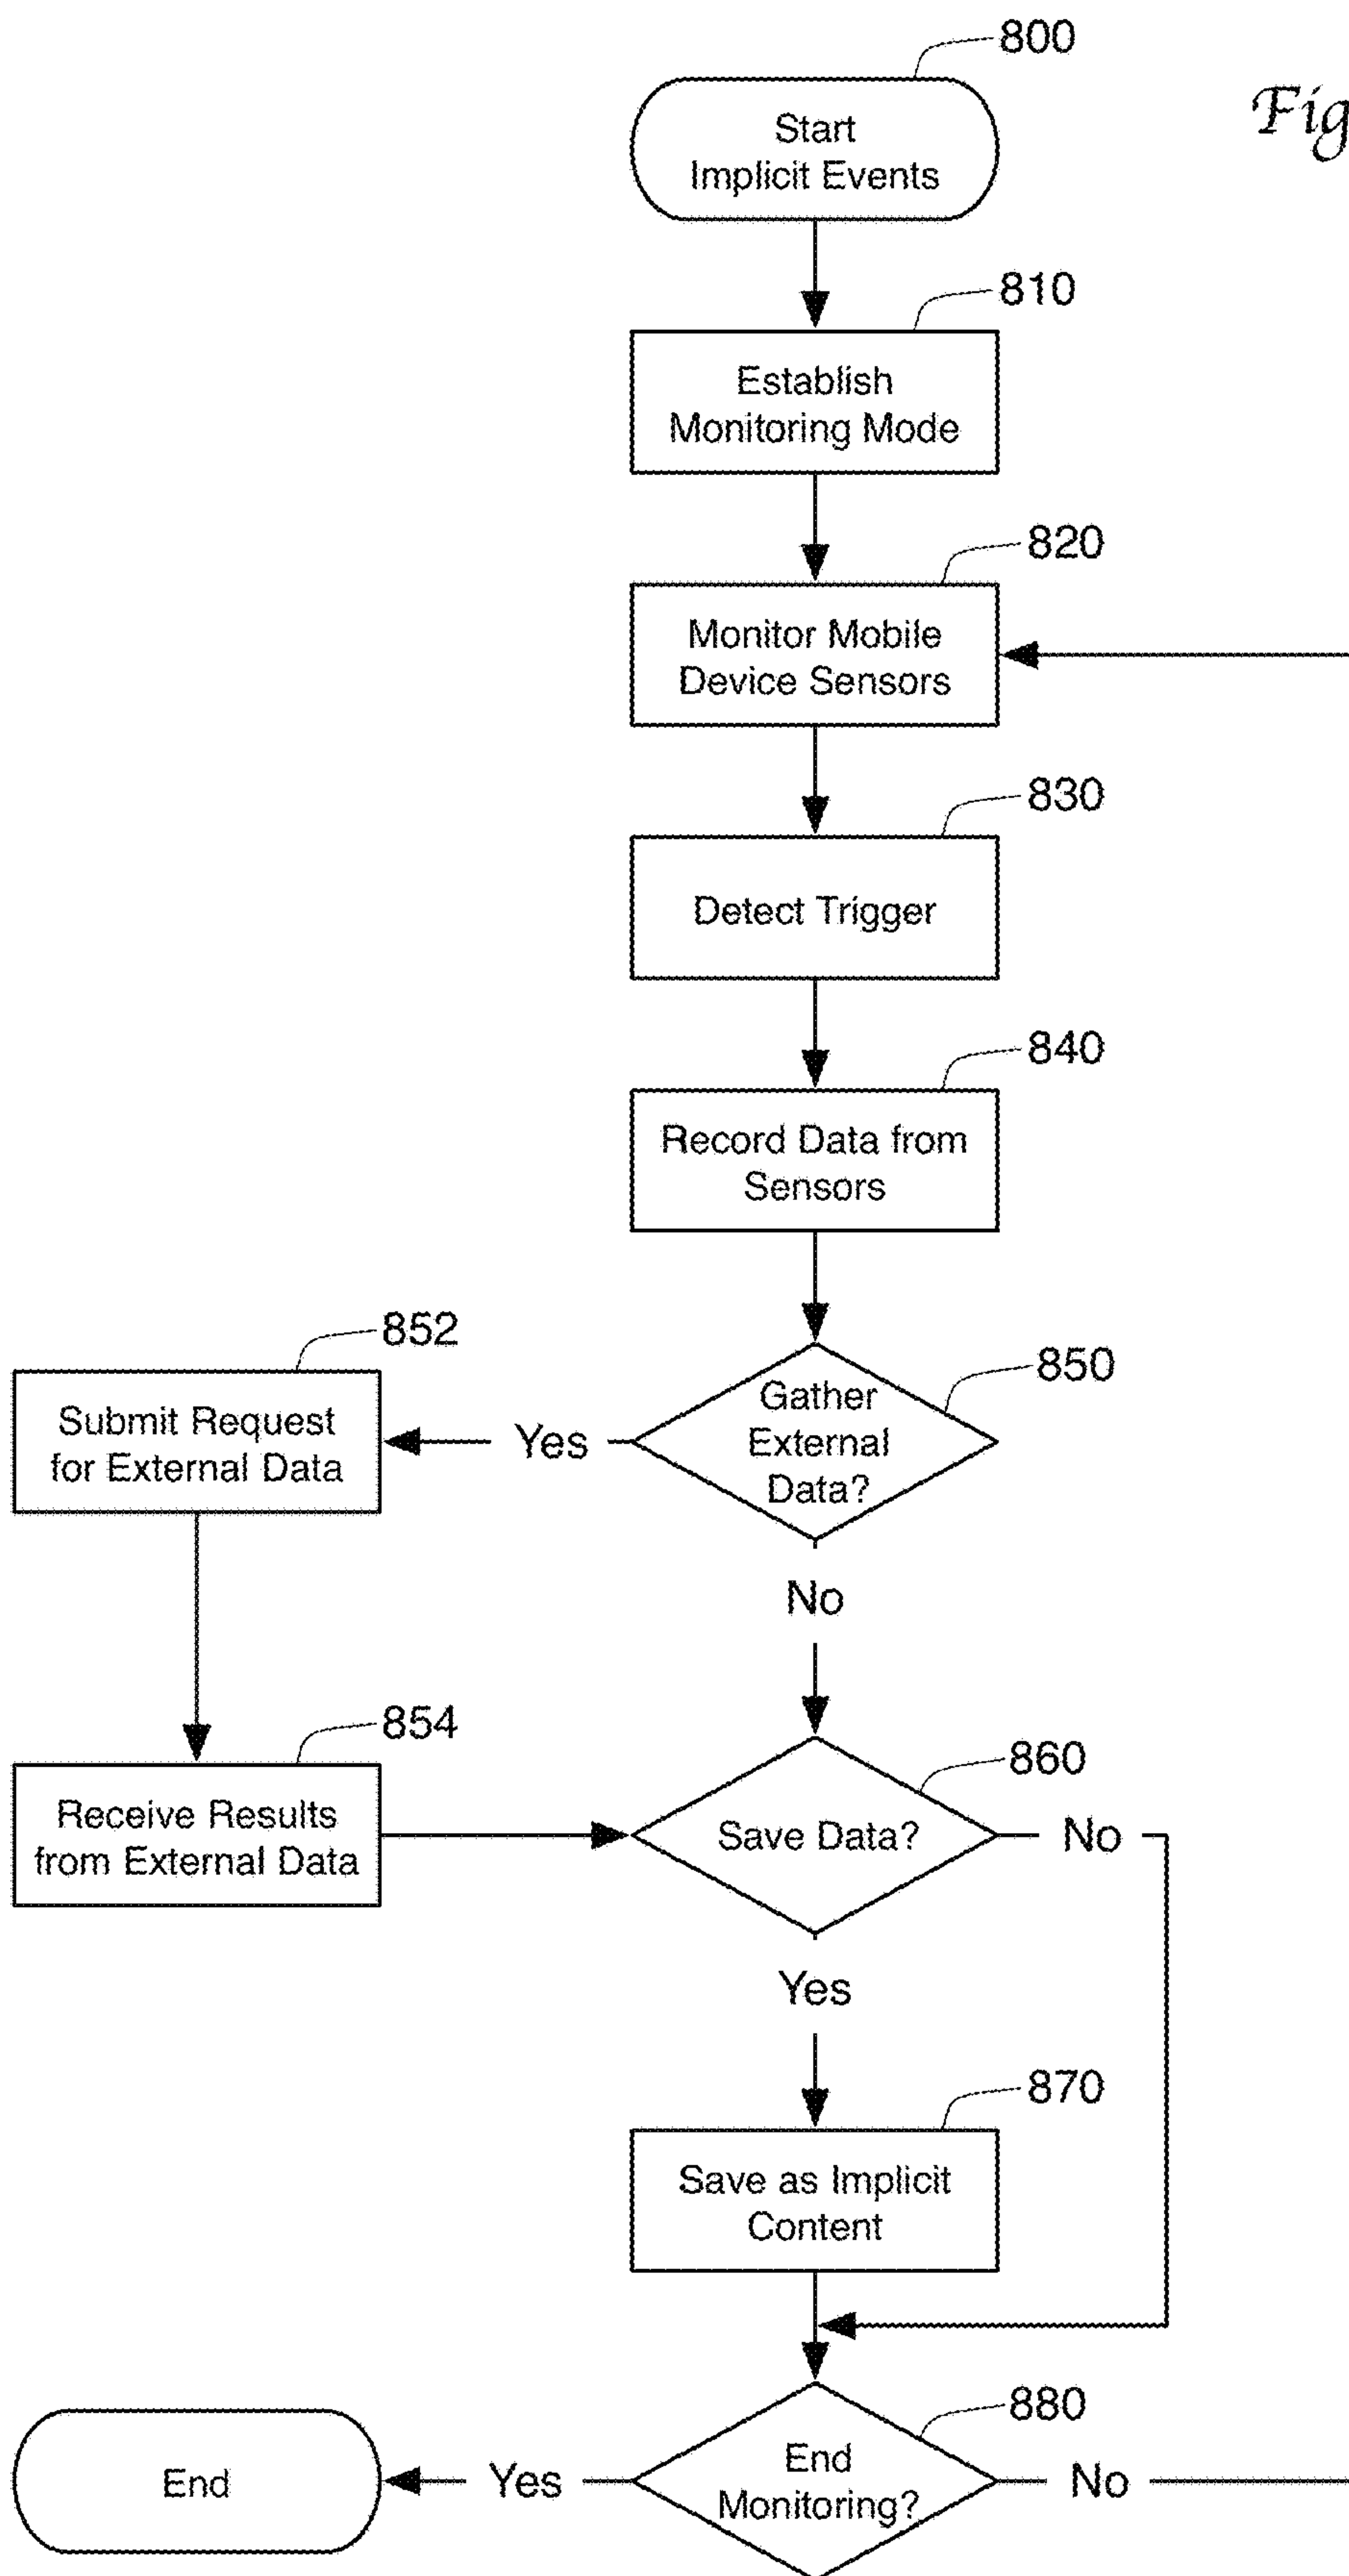 800
Fig
Start
Implicit Events
810
Establish
Monitoring Mode
820
Monitor Mobile
Device Sensors
830
Detect Trigger
840
Record Data from
Sensors
852
850
Submit Request
for External Data
Yes
Gather
External
Data?
No
854
860
Receive Results
from External Data
Save Data?
No
Yes
870
Save as Implicit
Content
880
End
Yes
End
Monitoring?
No